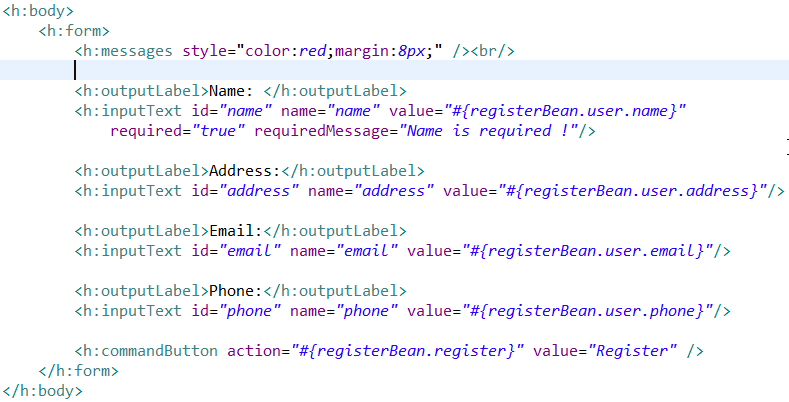 <h:body>
<h:form>
<h:messages style="color:red;margin:8px;" /><br/>
<h:outputLabel>Name: </h:outputLabel>
<h:inputText id="name" name="name" value="#{registerBean.user.name}"
required="true" requiredMessage="Name is required !"/>
<h:outputLabel>Address:</h:outputLabel>
<h:inputText id="address" name="address" value="#{registerBean.user.address}"/>
<h:outputLabel>Email:</h:outputLabel>
<h:inputText id="email" name="email" value="#{registerBean.user.email}"/>
<h:outputLabel>Phone:</h:outputLabel>
<h:inputText id="phone" name="phone" value="#{registerBean.user.phone}"/>
<h:commandButton action="#{registerBean.register}" value="Register" />
</h:form>
</h:body>